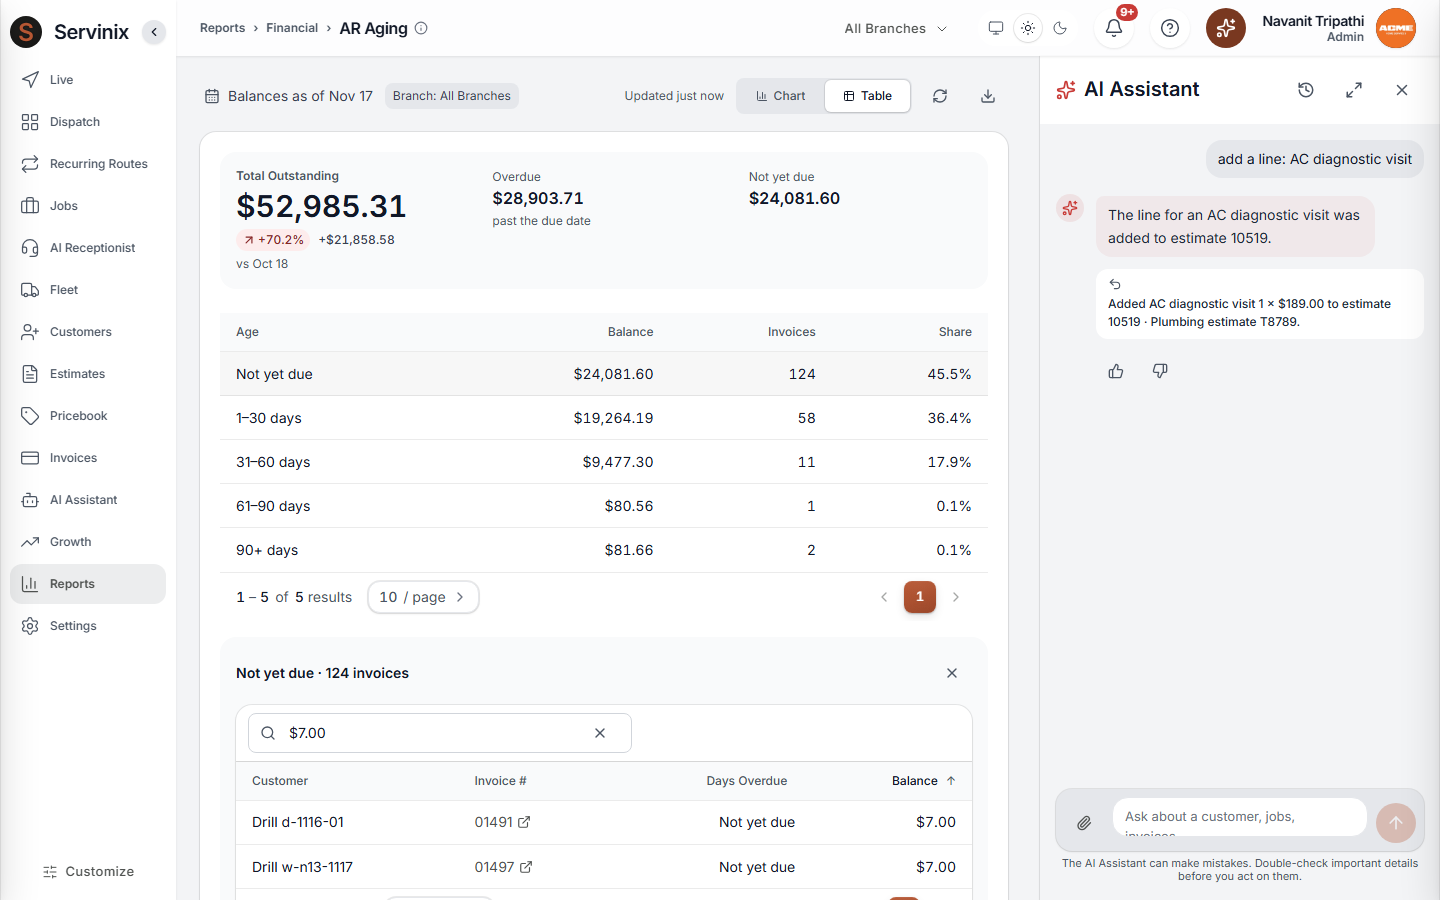 Servinix
Live
Dispatch
Recurring Routes
Jobs
AI Receptionist
Fleet
Customers
Estimates
Pricebook
Invoices
AI Assistant
Growth
Reports
Settings
Customize
Reports › Financial › AR Aging
All Branches
9+
Navanit Tripathi
Admin
ACME
Balances as of Nov 17
Branch: All Branches
Updated just now
Chart
Table
Total Outstanding
$52,985.31
+70.2% +$21,858.58
vs Oct 18
Overdue
$28,903.71
past the due date
Not yet due
$24,081.60
Age Balance Invoices Share
Not yet due $24,081.60 124 45.5%
1–30 days $19,264.19 58 36.4%
31–60 days $9,477.30 11 17.9%
61–90 days $80.56 1 0.1%
90+ days $81.66 2 0.1%
1 – 5 of 5 results
10 / page
1
Not yet due · 124 invoices
$7.00
Customer Invoice # Days Overdue Balance
Drill d-1116-01 01491 Not yet due $7.00
Drill w-n13-1117 01497 Not yet due $7.00
AI Assistant
add a line: AC diagnostic visit
The line for an AC diagnostic visit was
added to estimate 10519.
Added AC diagnostic visit 1 × $189.00 to estimate
10519 · Plumbing estimate T8789.
Ask about a customer, jobs,
invoices
The AI Assistant can make mistakes. Double-check important details
before you act on them.